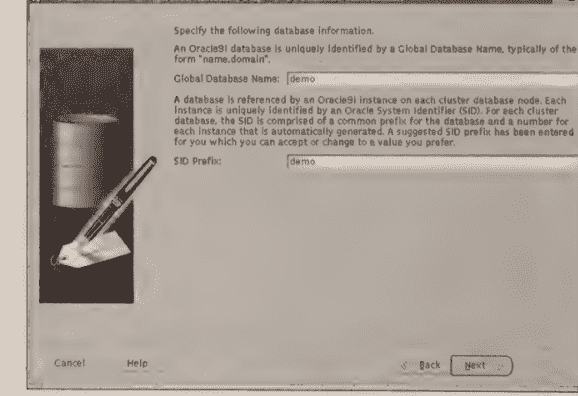 Specify the following database information.
An Oracle9i database is uniquely identified by a Global Database Name, typically of the
form "name.domain".
Global Database Name: demo
A database is referenced by an Oracle9i instance on each cluster database node. Each
instance is uniquely identified by an Oracle System Identifier (SID). For each cluster
database, the SID is comprised of a common prefix for the database and a number for
each instance that is automatically generated. A suggested SID prefix has been entered
for you which you can accept or change to a value you prefer.
SID Prefix: demo
Cancel Help Back Next